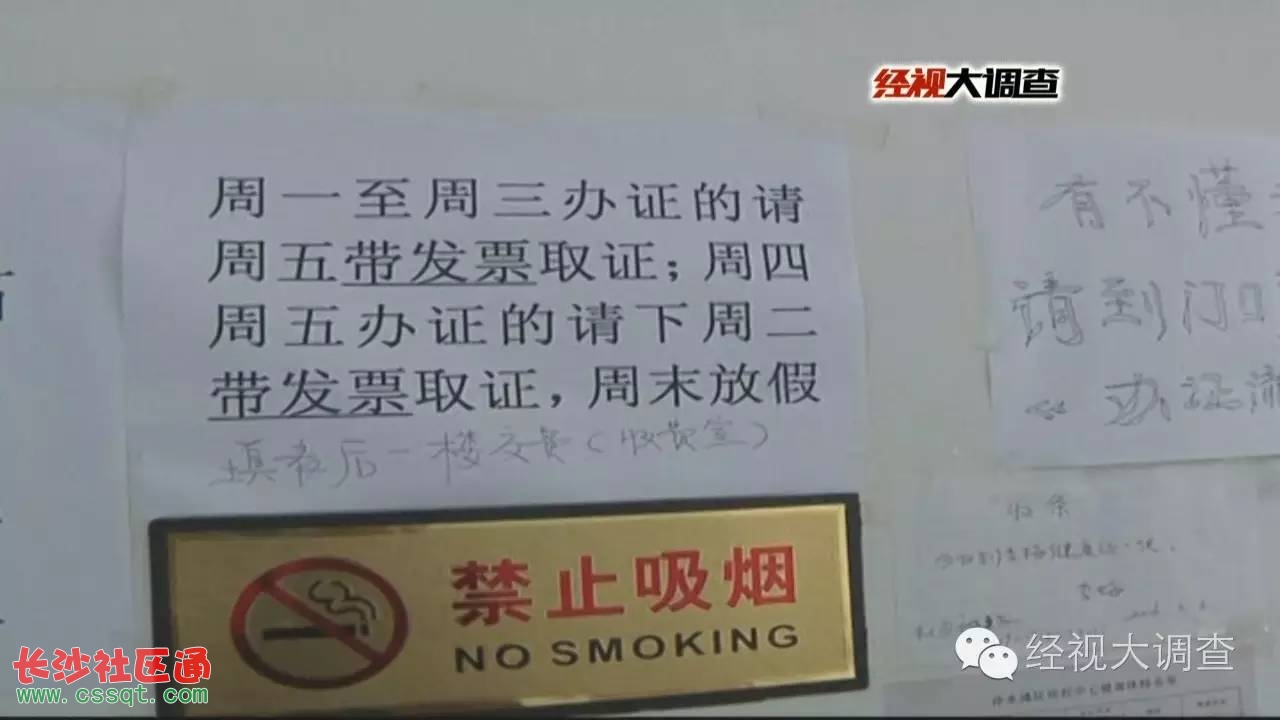 经视大调查
周一至周三办证的请
周五带发票取证；周四
周五办证的请下周二
带发票取证，周末放假
填表后一楼交费（收费室）
禁止吸烟
NO SMOKING
有不懂
请到门口
办证流
收条
经视大调查
长沙社区通
www.cssqt.com